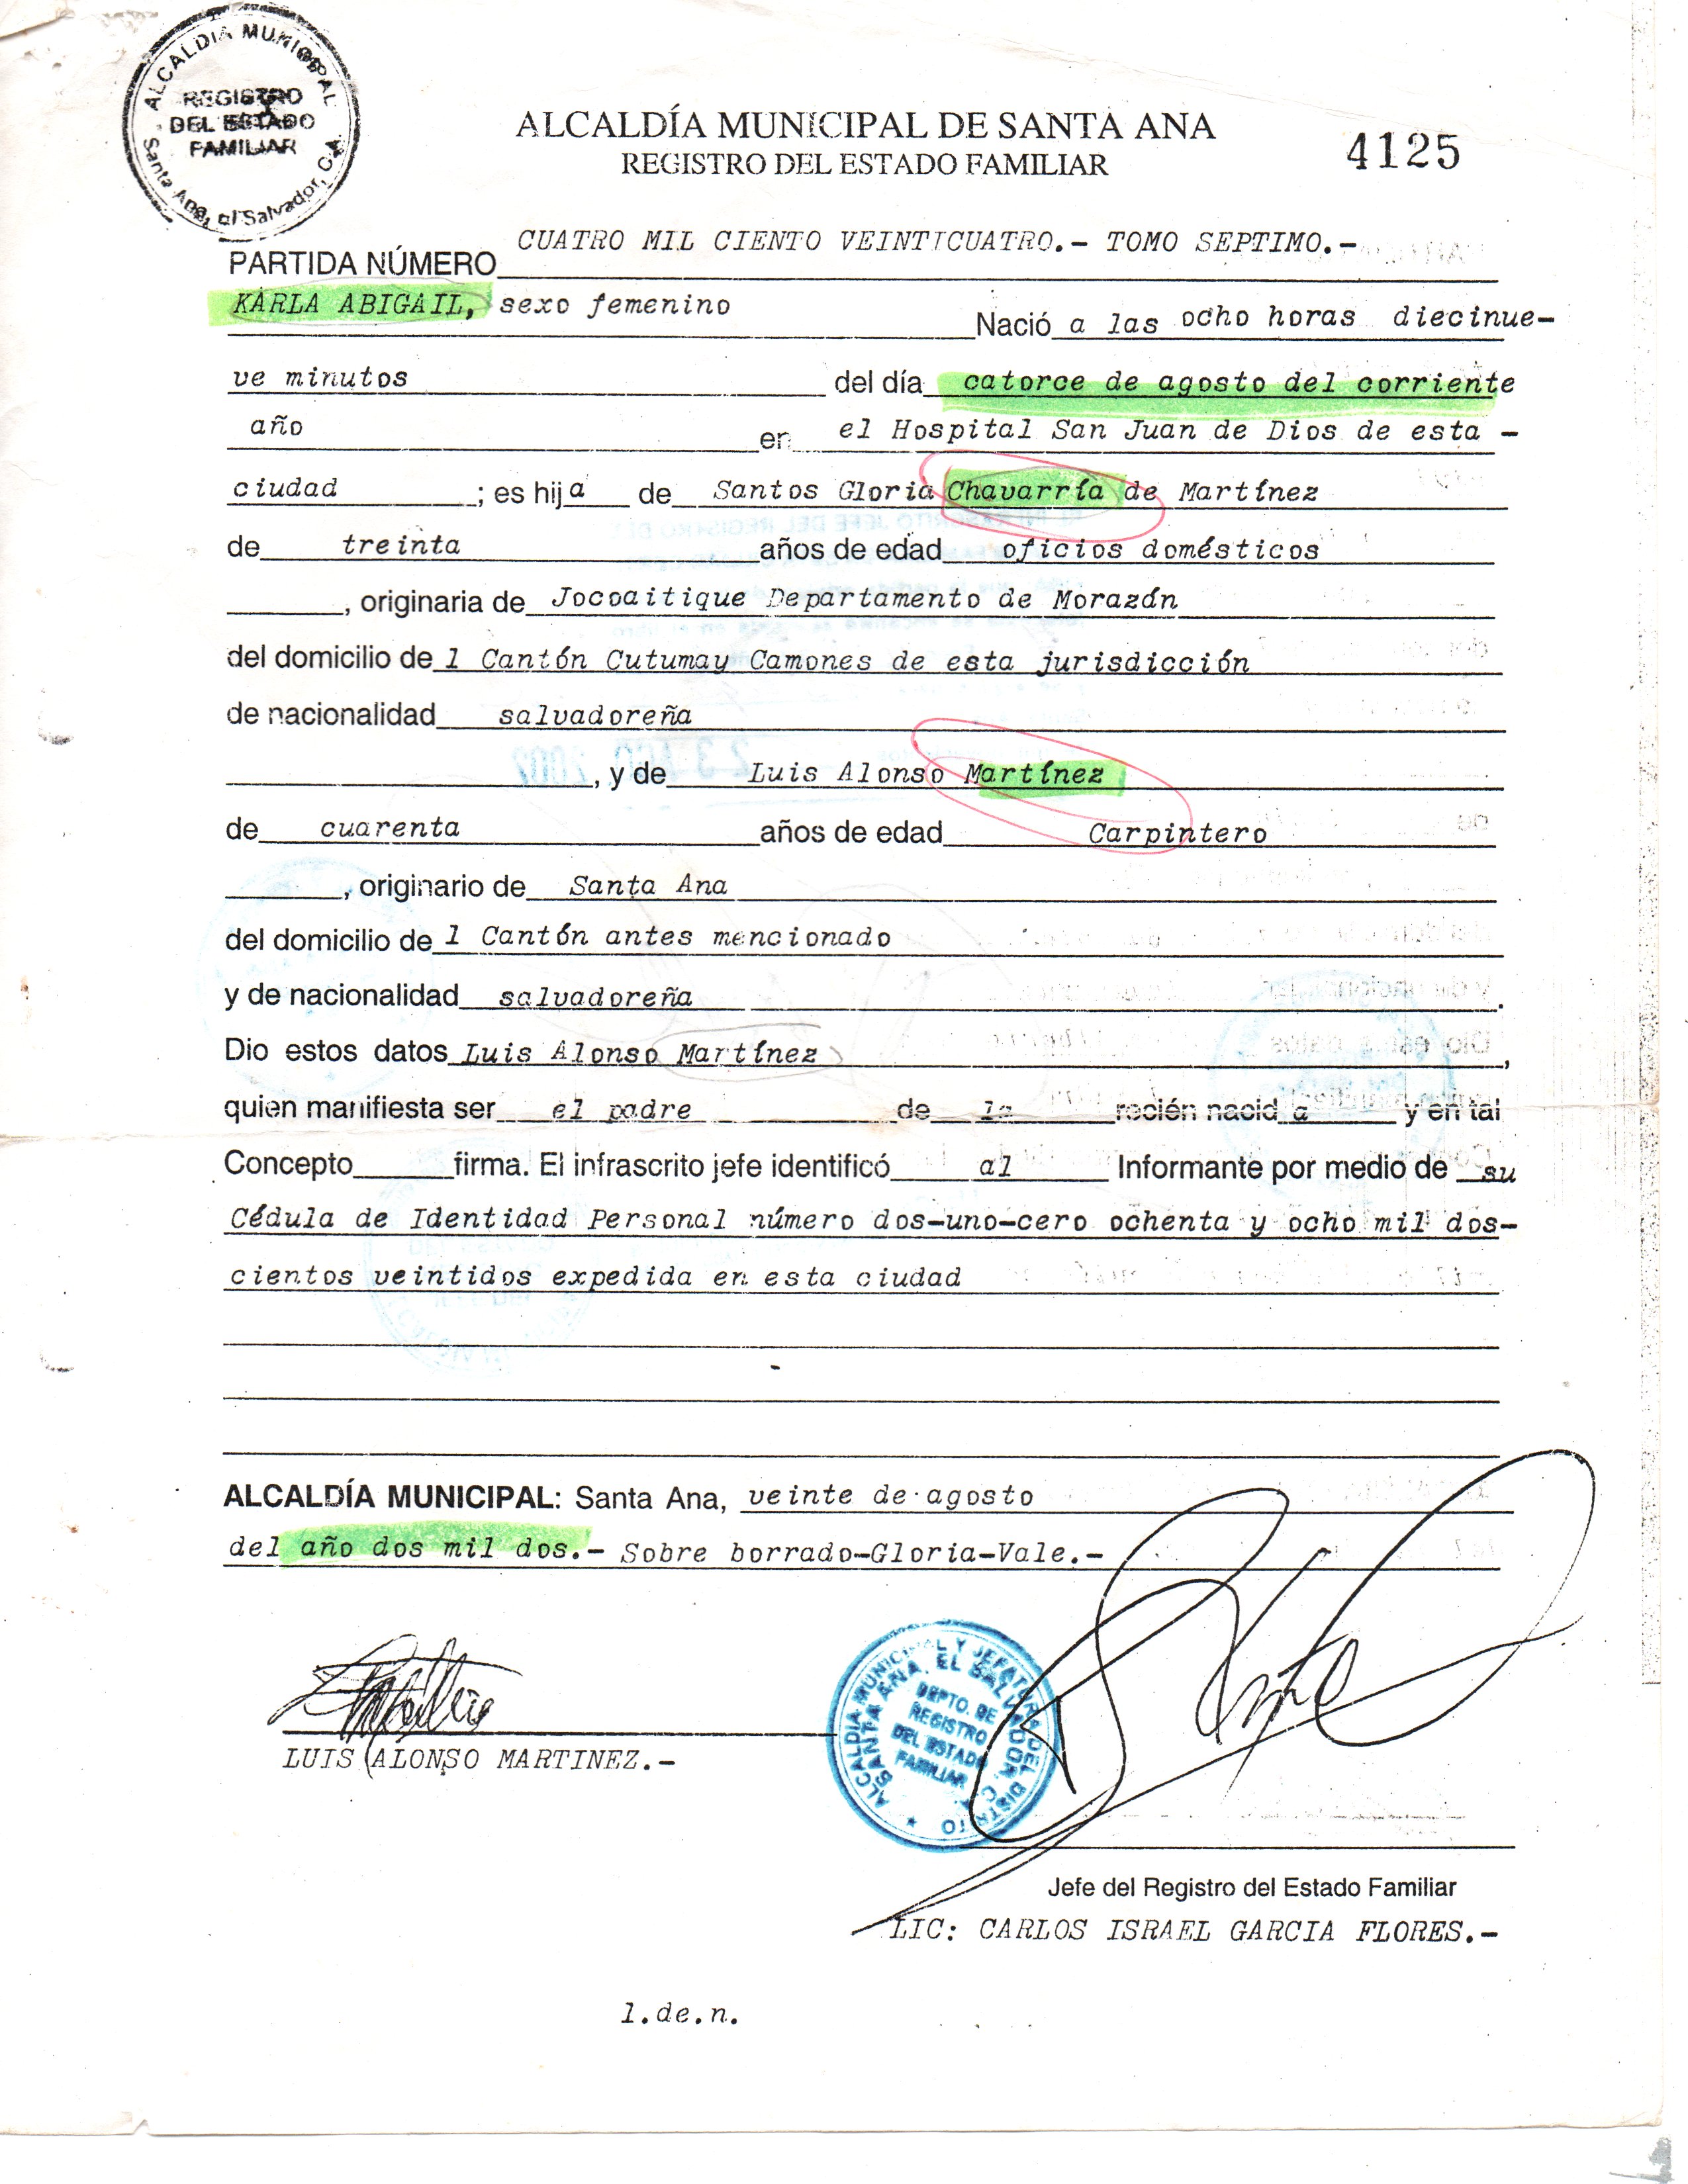 ALCALDIA MUNICIPAL
REGISTRO
DEL ESTADO
FAMILIAR
Santa Ana, El Salvador, C. A.
ALCALDÍA MUNICIPAL DE SANTA ANA
REGISTRO DEL ESTADO FAMILIAR
4125
PARTIDA NÚMERO CUATRO MIL CIENTO VEINTICUATRO.- TOMO SEPTIMO.-
KARLA ABIGAIL, sexo femenino Nació a las ocho horas diecinue-
ve minutos del día catorce de agosto del corriente
año en el Hospital San Juan de Dios de esta -
ciudad ; es hija de Santos Gloria Chavarría de Martínez
de treinta años de edad oficios domésticos
, originaria de Jocoaitique Departamento de Morazán
del domicilio de l Cantón Cutumay Camones de esta jurisdicción
de nacionalidad salvadoreña
, y de Luis Alonso Martínez
de cuarenta años de edad Carpintero
, originario de Santa Ana
del domicilio de l Cantón antes mencionado
y de nacionalidad salvadoreña .
Dio estos datos Luis Alonso Martínez ,
quien manifiesta ser el padre de la recién nacida y en tal
Concepto firma. El infrascrito jefe identificó al Informante por medio de su
Cédula de Identidad Personal número dos-uno-cero ochenta y ocho mil dos-
cientos veintidos expedida en esta ciudad
ALCALDÍA MUNICIPAL: Santa Ana, veinte de agosto
del año dos mil dos.- Sobre borrado-Gloria-Vale.-
ALCALDIA MUNICIPAL Y JEFATURA DEL DISTRITO
SANTA ANA, EL SALVADOR, C. A.
DEPTO. DE
REGISTRO
DEL ESTADO
FAMILIAR
LUIS ALONSO MARTINEZ.-
Jefe del Registro del Estado Familiar
LIC: CARLOS ISRAEL GARCIA FLORES.-
l.de.n.